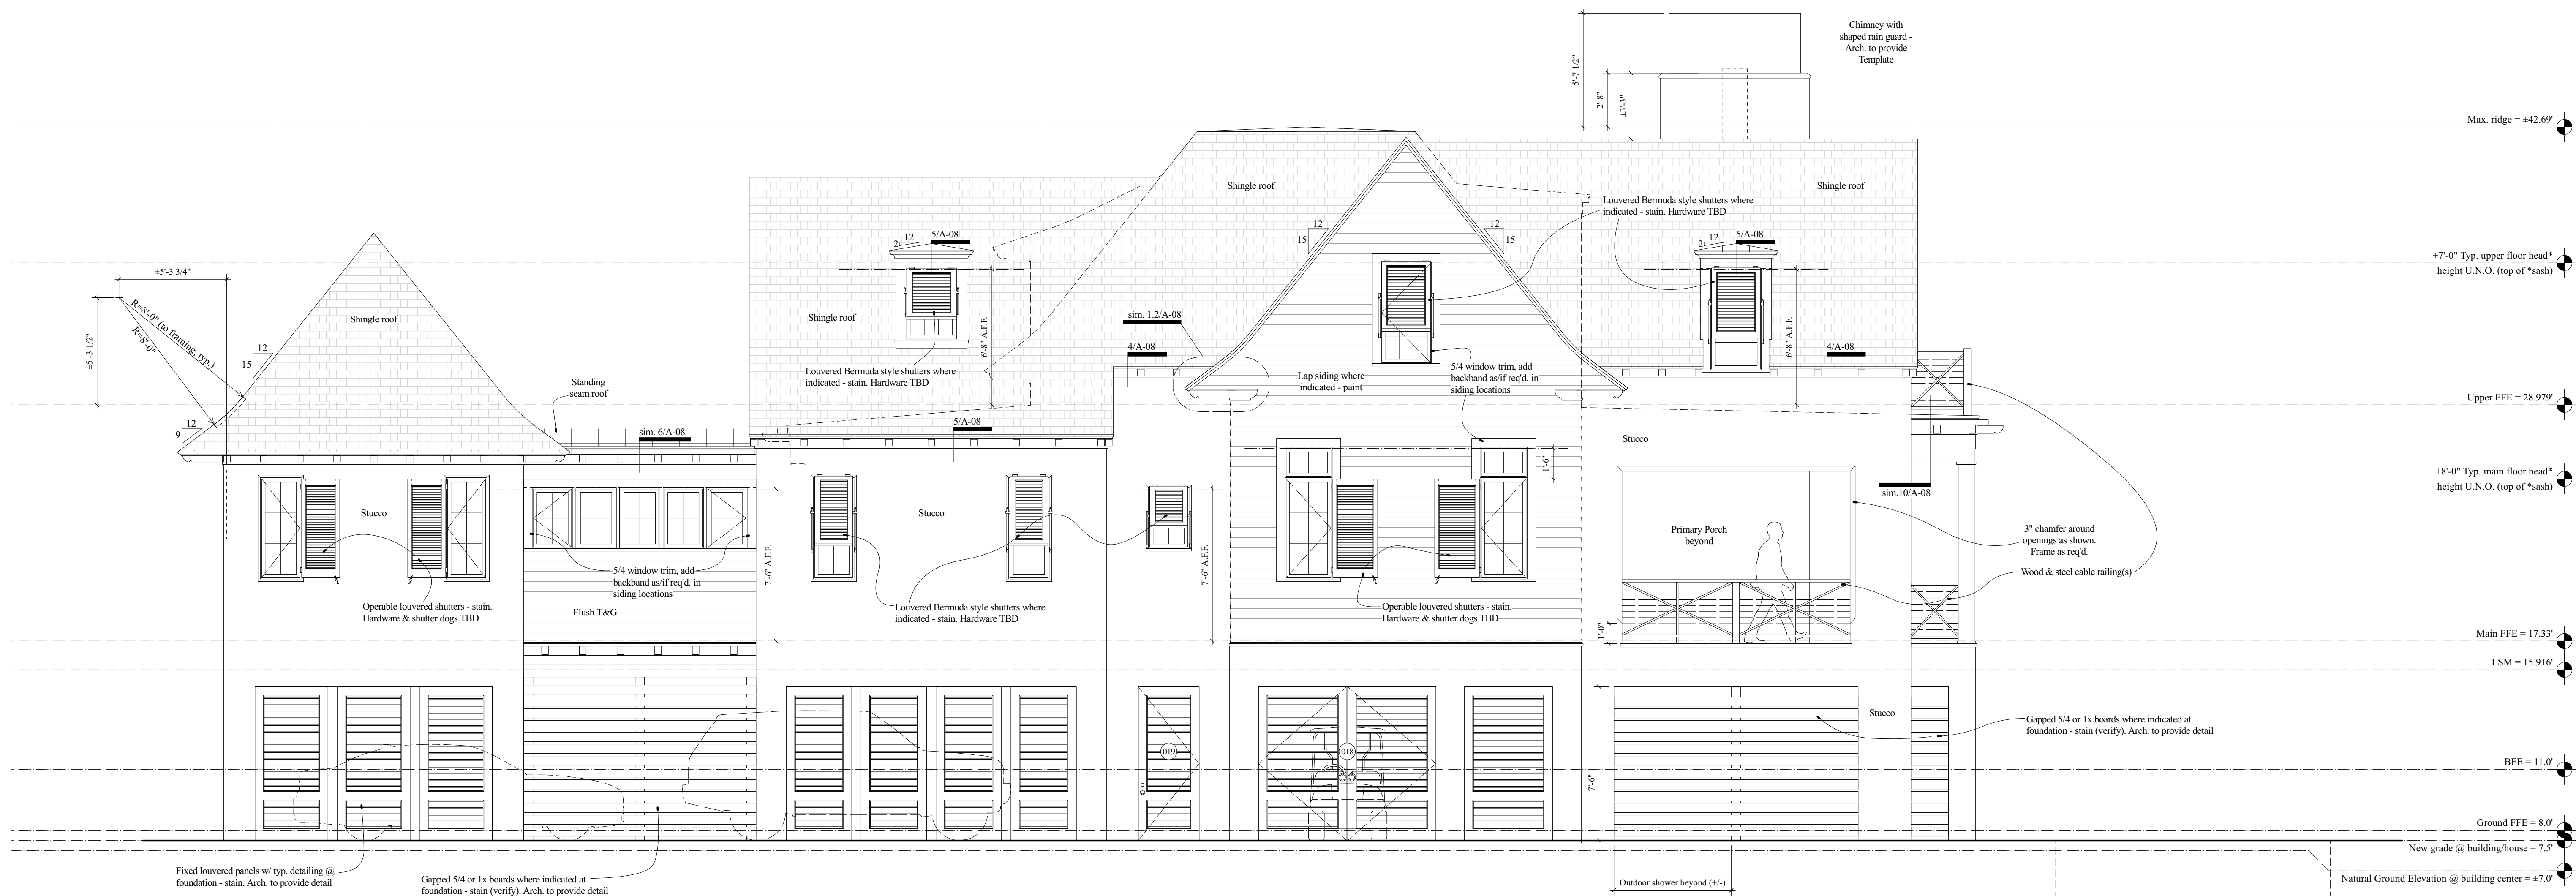 Chimney with
shaped rain guard -
Arch. to provide
Template
5'-7 1/2"
2'-8"
±3'-3"
Max. ridge = ±42.69'
Shingle roof
Shingle roof
Louvered Bermuda style shutters where
indicated - stain. Hardware TBD
12
15
12
15
12
2
5/A-08
12
2
5/A-08
+7'-0" Typ. upper floor head*
height U.N.O. (top of *sash)
±5'-3 3/4"
R=8'-0" (to framing, typ.)
R=8'-0"
±5'-3 1/2"
Shingle roof
Shingle roof
sim. 1.2/A-08
6'-8" A.F.F.
6'-8" A.F.F.
12
15
4/A-08
4/A-08
Louvered Bermuda style shutters where
indicated - stain. Hardware TBD
Lap siding where
indicated - paint
5/4 window trim, add
backband as/if req'd. in
siding locations
Standing
seam roof
Upper FFE = 28.979'
12
9
sim. 6/A-08
5/A-08
Stucco
1'-6"
+8'-0" Typ. main floor head*
height U.N.O. (top of *sash)
sim.10/A-08
Stucco
Stucco
Primary Porch
beyond
3" chamfer around
openings as shown.
Frame as req'd.
5/4 window trim, add
backband as/if req'd. in
siding locations
7'-6" A.F.F.
7'-6" A.F.F.
Wood & steel cable railing(s)
Operable louvered shutters - stain.
Hardware & shutter dogs TBD
Flush T&G
Louvered Bermuda style shutters where
indicated - stain. Hardware TBD
Operable louvered shutters - stain.
Hardware & shutter dogs TBD
1'-0"
Main FFE = 17.33'
LSM = 15.916'
Stucco
Gapped 5/4 or 1x boards where indicated at
foundation - stain (verify). Arch. to provide detail
019
018
7'-6"
BFE = 11.0'
Ground FFE = 8.0'
New grade @ building/house = 7.5'
Fixed louvered panels w/ typ. detailing @
foundation - stain. Arch. to provide detail
Gapped 5/4 or 1x boards where indicated at
foundation - stain (verify). Arch. to provide detail
Outdoor shower beyond (+/-)
Natural Ground Elevation @ building center = ±7.0'